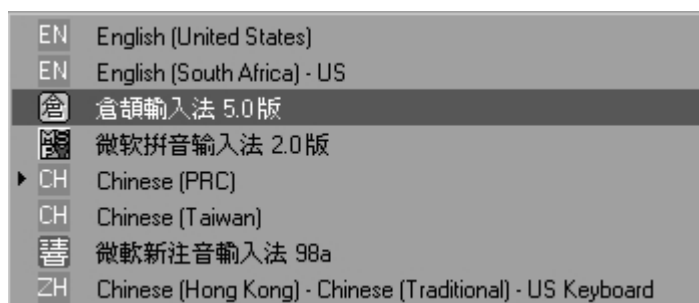 EN English (United States)
EN English (South Africa) - US
倉 倉頡輸入法 5.0版
MSPY 微软拼音输入法 2.0版
CH Chinese (PRC)
CH Chinese (Taiwan)
微軟新注音輸入法 98a
ZH Chinese (Hong Kong) - Chinese (Traditional) - US Keyboard